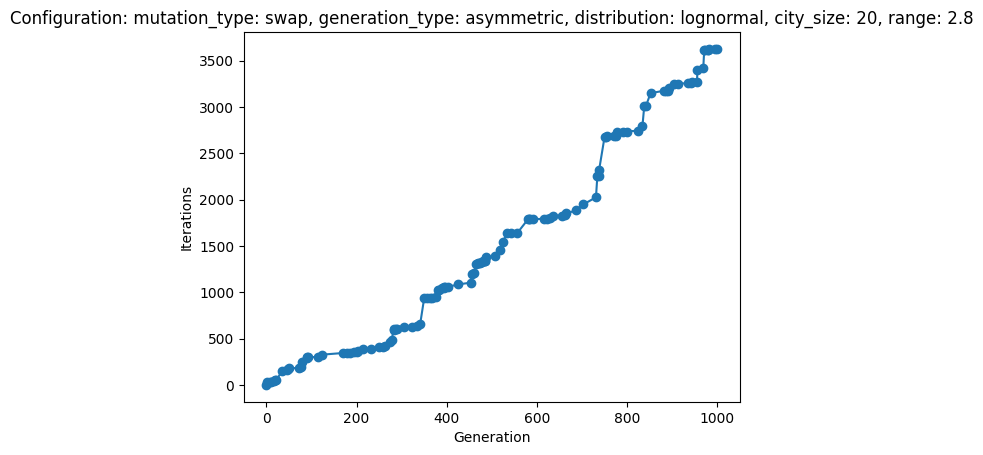 Configuration: mutation_type: swap, generation_type: asymmetric, distribution: lognormal, city_size: 20, range: 2.8
3500
3000
2500
2000
1500
1000
500
0
Iterations
0 200 400 600 800 1000
Generation